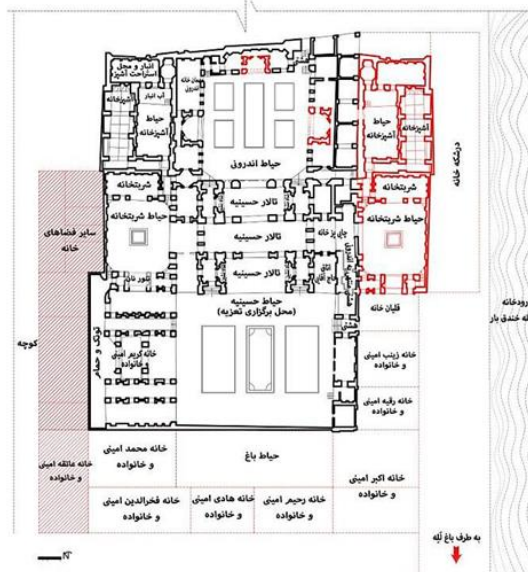 انبار و محل
استراحت آشپز
آب انبار
آشپزخانه
حیاط
آشپزخانه
حیاط اندرونی
حیاط
آشپزخانه
آشپزخانه
درشکه خانه
شربتخانه
حیاط شربتخانه
سایر فضاهای
خانه
تالار حسینیه
تالار حسینیه
تالار حسینیه
شربتخانه
حیاط شربتخانه
حیاط حسینیه
(محل برگزاری تعزیه)
قلیان خانه
کوچه
خانه کریم امینی
و خانواده
خانه زینب امینی
و خانواده
خانه رقیه امینی
و خانواده
خانه عاتقه امینی
و خانواده
خانه محمد امینی
و خانواده
حیاط باغ
خانه اکبر امینی
و خانواده
خانه فخرالدین امینی
و خانواده
خانه هادی امینی
و خانواده
خانه رحیم امینی
و خانواده
به طرف باغ لَله